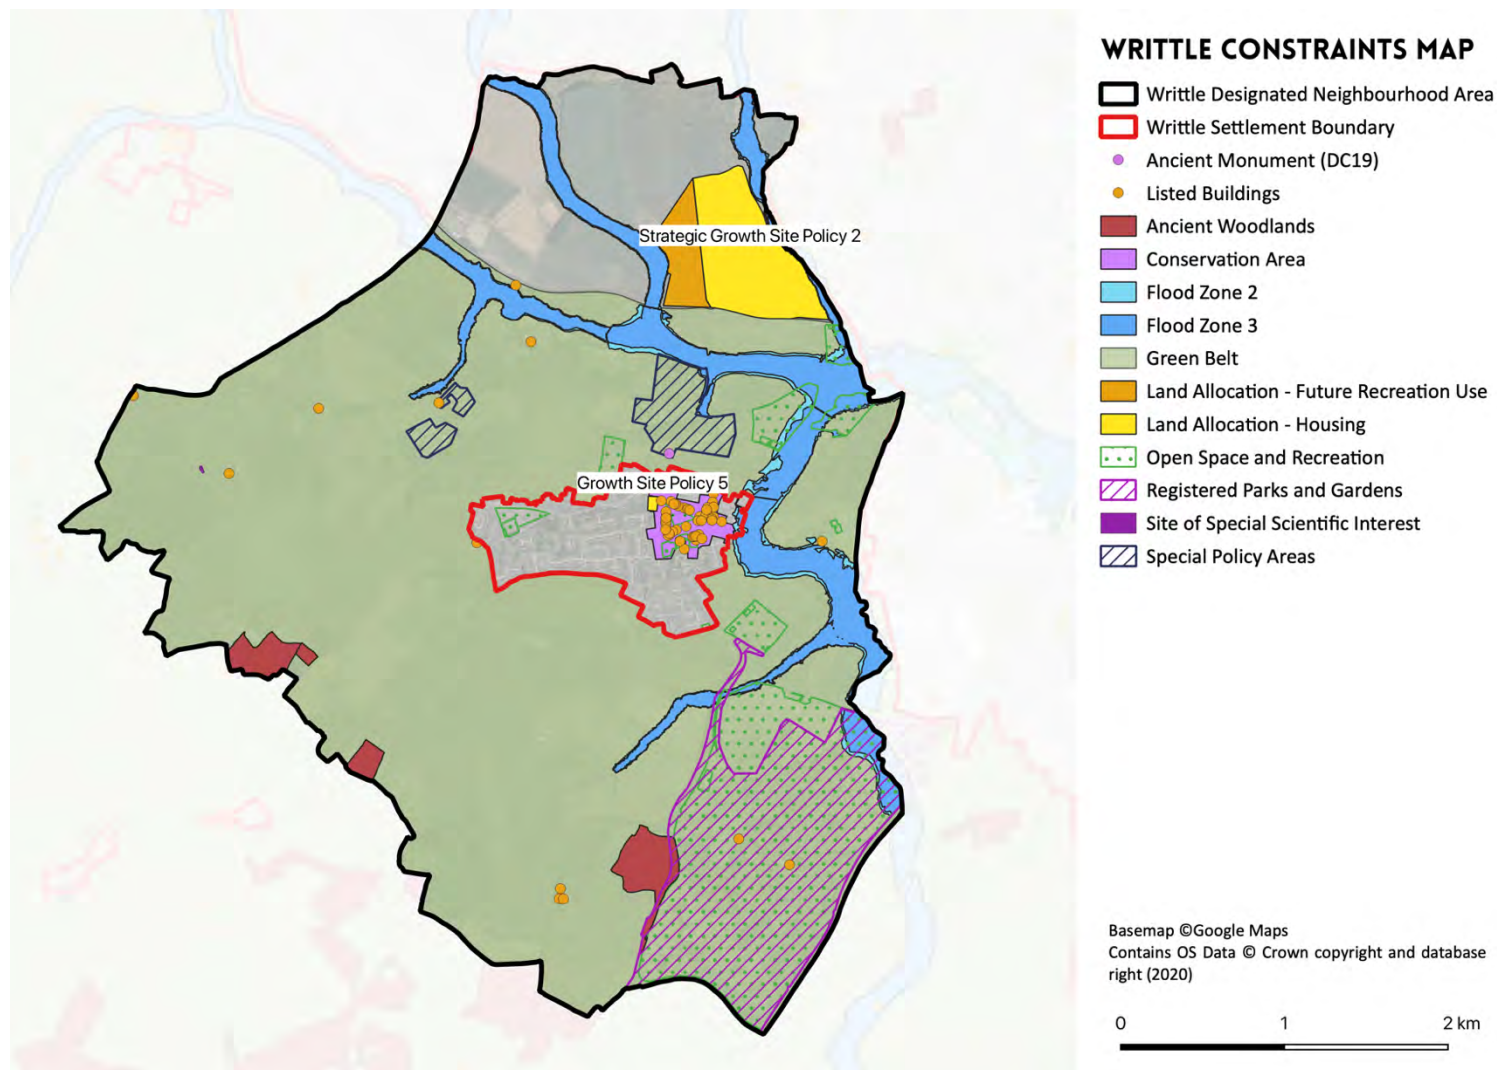 WRITTLE CONSTRAINTS MAP
Writtle Designated Neighbourhood Area
Writtle Settlement Boundary
Ancient Monument (DC19)
Listed Buildings
Ancient Woodlands
Conservation Area
Flood Zone 2
Flood Zone 3
Green Belt
Land Allocation - Future Recreation Use
Land Allocation - Housing
Open Space and Recreation
Registered Parks and Gardens
Site of Special Scientific Interest
Special Policy Areas
Strategic Growth Site Policy 2
Growth Site Policy 5
Basemap ©Google Maps
Contains OS Data © Crown copyright and database
right (2020)
0 1 2 km